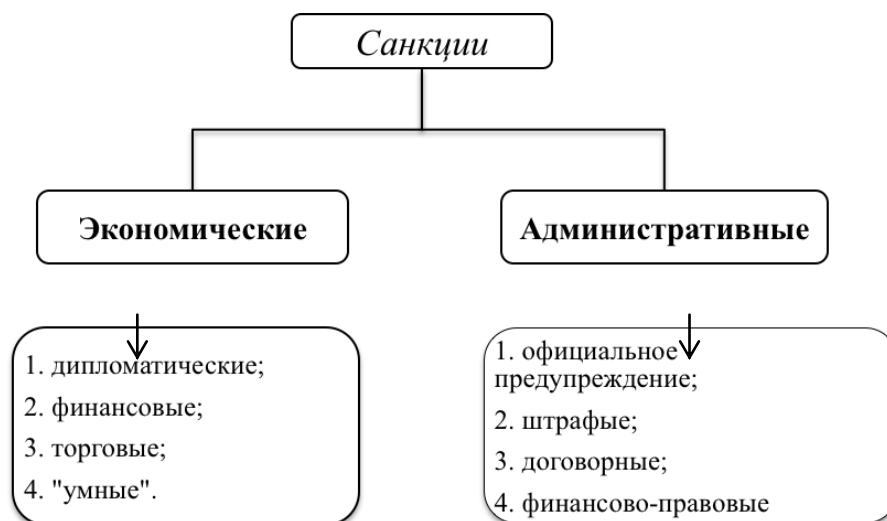 Санкции
Экономические
Административные
1. дипломатические;
2. финансовые;
3. торговые;
4. "умные".
1. официальное
предупреждение;
2. штрафые;
3. договорные;
4. финансово-правовые